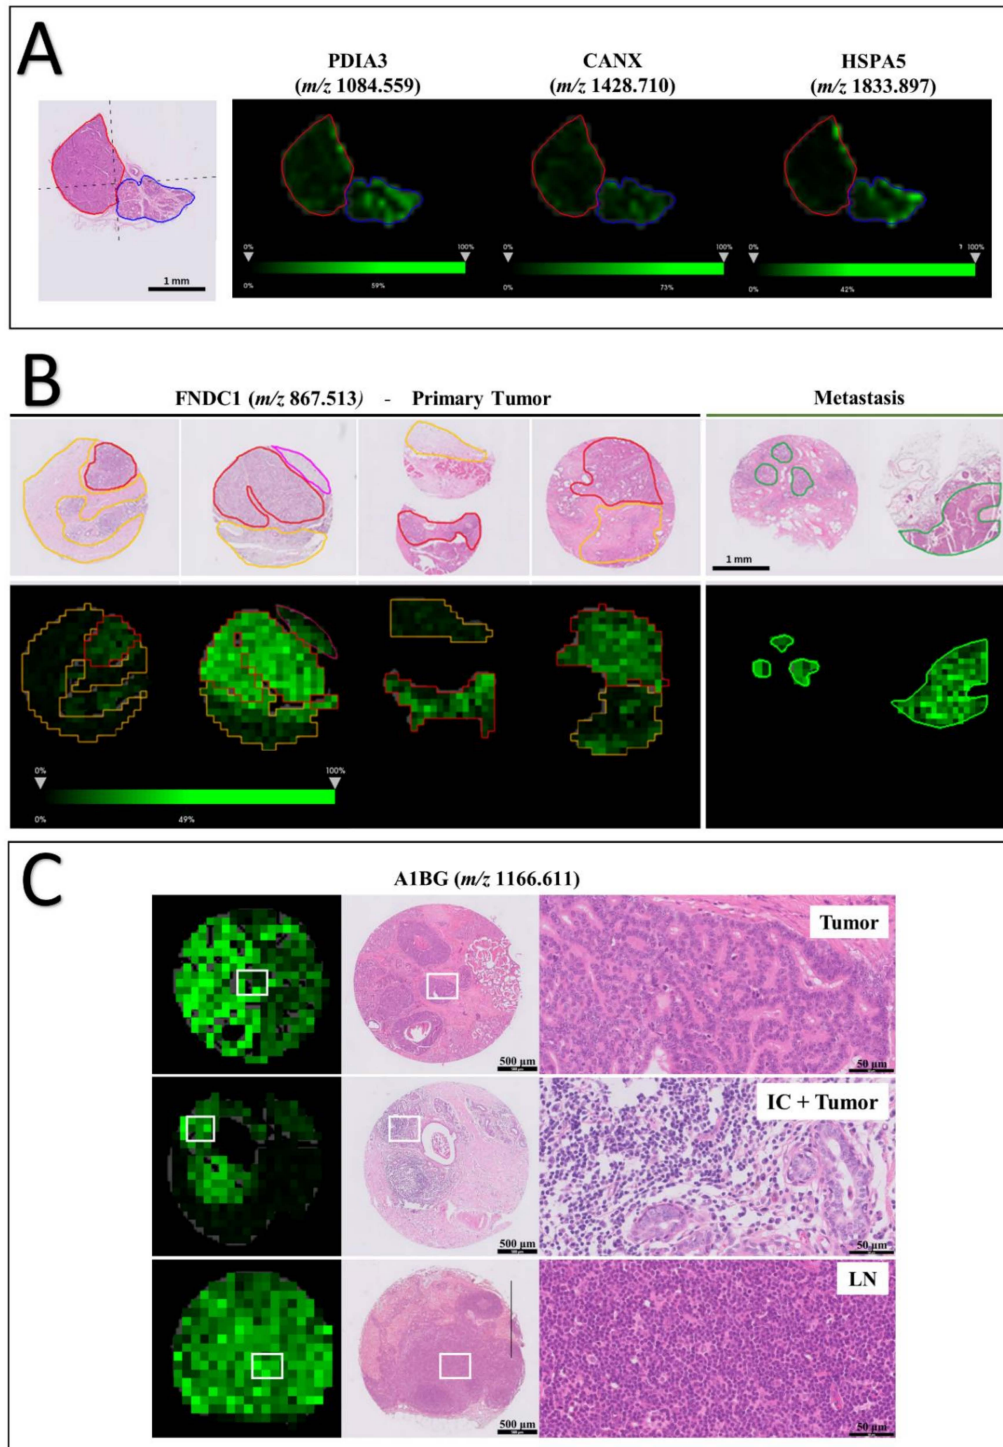 A
PDIA3
(m/z 1084.559)
CANX
(m/z 1428.710)
HSPA5
(m/z 1833.897)
1 mm
0%
100%
0%
59%
0%
100%
0%
73%
0%
100%
0%
42%
B
FNDC1 (m/z 867.513) - Primary Tumor
Metastasis
1 mm
0%
100%
0%
49%
C
A1BG (m/z 1166.611)
500 µm
Tumor
50 µm
500 µm
IC + Tumor
50 µm
500 µm
LN
50 µm